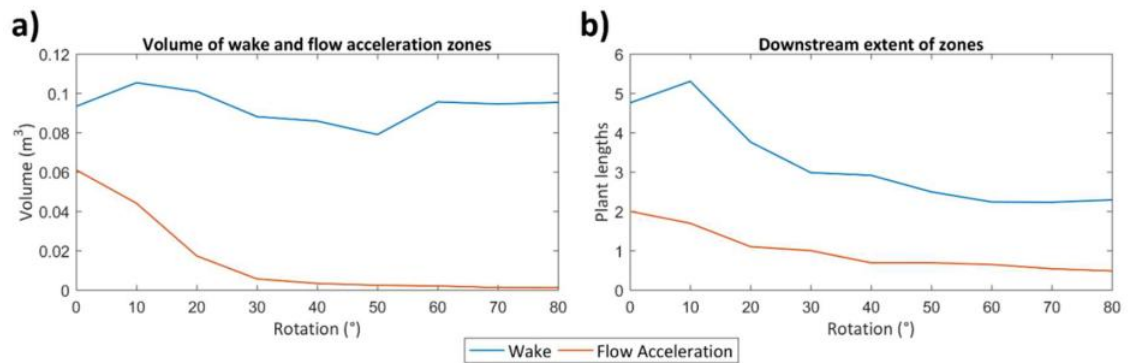 a)
Volume of wake and flow acceleration zones
0.12
0.1
0.08
0.06
0.04
0.02
0
Volume (m³)
0 10 20 30 40 50 60 70 80
Rotation (°)
b)
Downstream extent of zones
6
5
4
3
2
1
0
Plant lengths
0 10 20 30 40 50 60 70 80
Rotation (°)
Wake Flow Acceleration